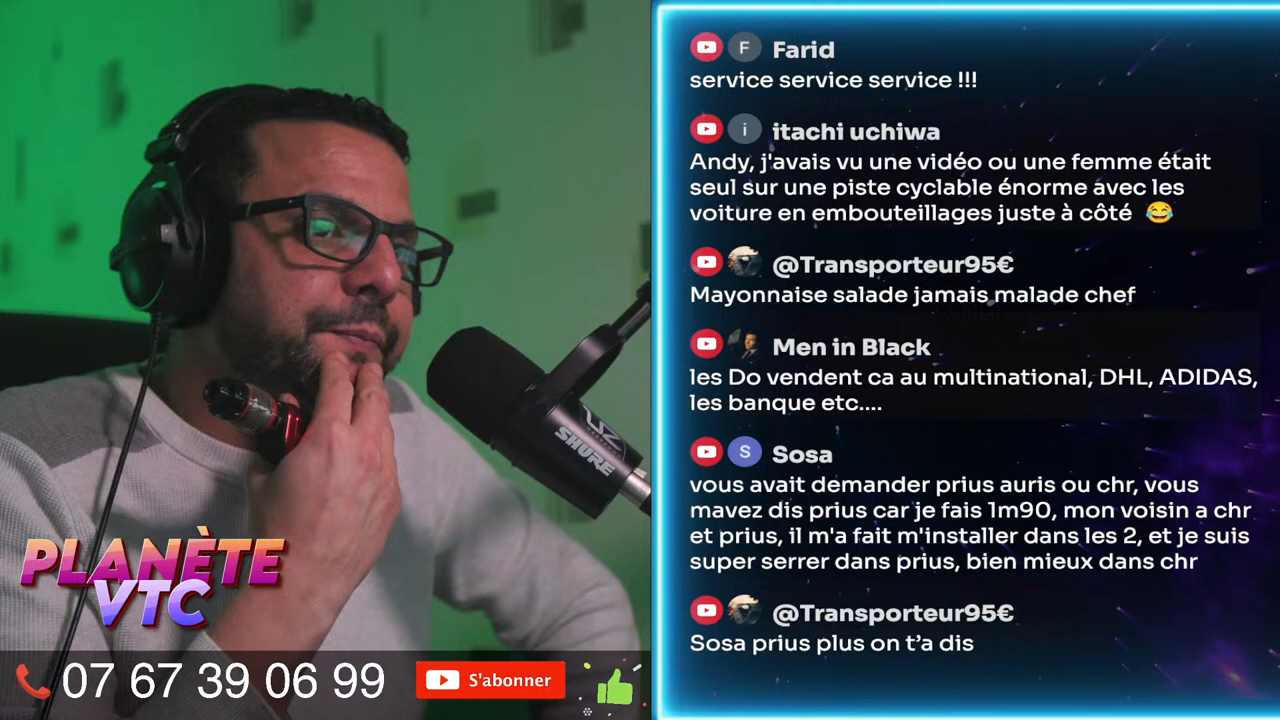 Farid
service service service !!!
itachi uchiwa
Andy, j'avais vu une vidéo ou une femme était
seul sur une piste cyclable énorme avec les
voiture en embouteillages juste à côté 😂
@Transporteur95€
Mayonnaise salade jamais malade chef
Men in Black
les Do vendent ca au multinational, DHL, ADIDAS,
les banque etc....
S Sosa
vous avait demander prius auris ou chr, vous
mavez dis prius car je fais 1m90, mon voisin a chr
et prius, il m'a fait m'installer dans les 2, et je suis
super serrer dans prius, bien mieux dans chr
@Transporteur95€
Sosa prius plus on t’a dis
SHURE
PLANÈTE
VTC
07 67 39 06 99
S'abonner